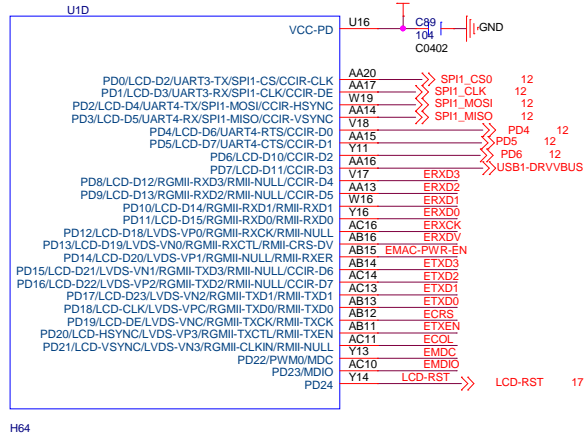 U1D
VCC-PD U16 C89 GND
104
C0402
PD0/LCD-D2/UART3-TX/SPI1-CS/CCIR-CLK AA20 SPI1_CS0 12
PD1/LCD-D3/UART3-RX/SPI1-CLK/CCIR-DE AA17 SPI1_CLK 12
PD2/LCD-D4/UART4-TX/SPI1-MOSI/CCIR-HSYNC W19 SPI1_MOSI 12
PD3/LCD-D5/UART4-RX/SPI1-MISO/CCIR-VSYNC AA14 SPI1_MISO 12
PD4/LCD-D6/UART4-RTS/CCIR-D0 V18 PD4 12
PD5/LCD-D7/UART4-CTS/CCIR-D1 AA15 PD5 12
PD6/LCD-D10/CCIR-D2 Y11 PD6 12
PD7/LCD-D11/CCIR-D3 AA16 USB1-DRVVBUS
PD8/LCD-D12/RGMII-RXD3/RMII-NULL/CCIR-D4 V17 ERXD3
PD9/LCD-D13/RGMII-RXD2/RMII-NULL/CCIR-D5 AA13 ERXD2
PD10/LCD-D14/RGMII-RXD1/RMII-RXD1 W16 ERXD1
PD11/LCD-D15/RGMII-RXD0/RMII-RXD0 Y16 ERXD0
PD12/LCD-D18/LVDS-VP0/RGMII-RXCK/RMII-NULL AC16 ERXCK
PD13/LCD-D19/LVDS-VN0/RGMII-RXCTL/RMII-CRS-DV AB16 ERXDV
PD14/LCD-D20/LVDS-VP1/RGMII-NULL/RMII-RXER AB15 EMAC-PWR-EN
PD15/LCD-D21/LVDS-VN1/RGMII-TXD3/RMII-NULL/CCIR-D6 AB14 ETXD3
PD16/LCD-D22/LVDS-VP2/RGMII-TXD2/RMII-NULL/CCIR-D7 AC14 ETXD2
PD17/LCD-D23/LVDS-VN2/RGMII-TXD1/RMII-TXD1 AC13 ETXD1
PD18/LCD-CLK/LVDS-VPC/RGMII-TXD0/RMII-TXD0 AB13 ETXD0
PD19/LCD-DE/LVDS-VNC/RGMII-TXCK/RMII-TXCK AB12 ECRS
PD20/LCD-HSYNC/LVDS-VP3/RGMII-TXCTL/RMII-TXEN AB11 ETXEN
PD21/LCD-VSYNC/LVDS-VN3/RGMII-CLKIN/RMII-NULL AC11 ECOL
PD22/PWM0/MDC Y13 EMDC
PD23/MDIO AC10 EMDIO
PD24 Y14 LCD-RST LCD-RST 17
H64